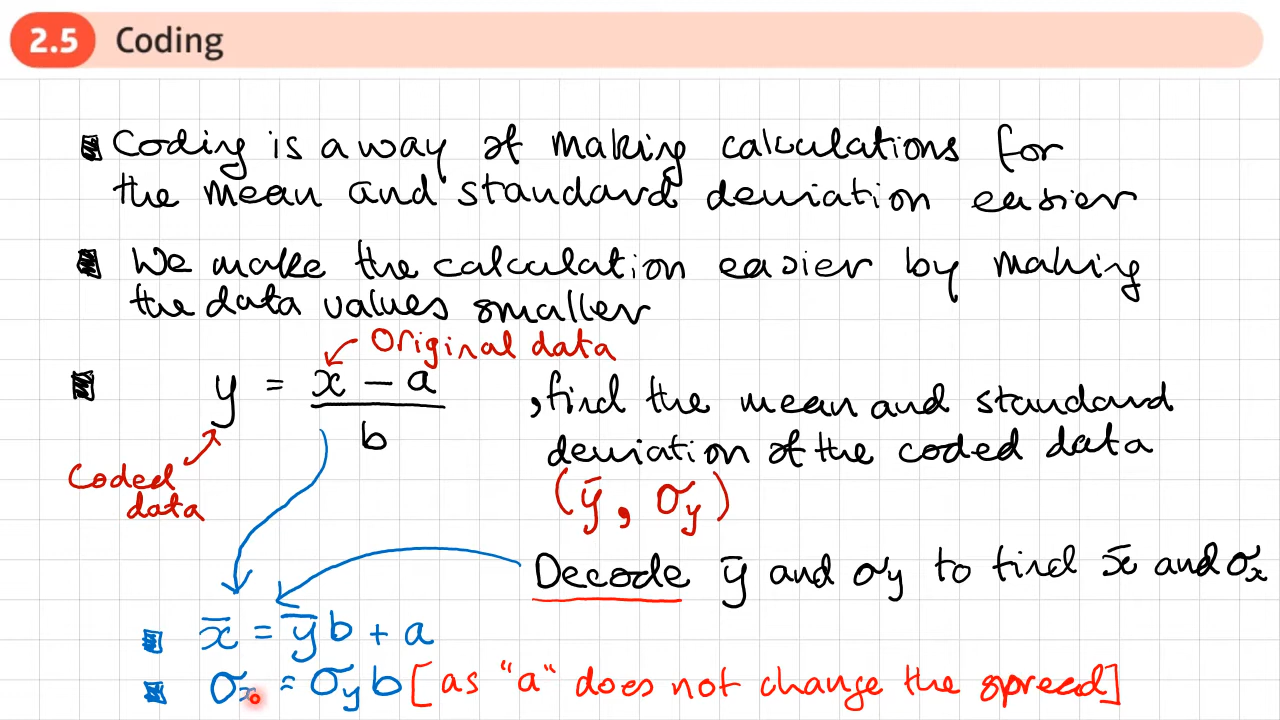 2.5 Coding
Coding is a way of making calculations for
the mean and standard deviation easier
We make the calculation easier by making
the data values smaller
Original data
y = x − a
b
, find the mean and standard
deviation of the coded data
Coded
data
(ȳ, σy)
Decode ȳ and σy to find x̄ and σx
x̄ = ȳb + a
σx = σyb [as "a" does not change the spread]